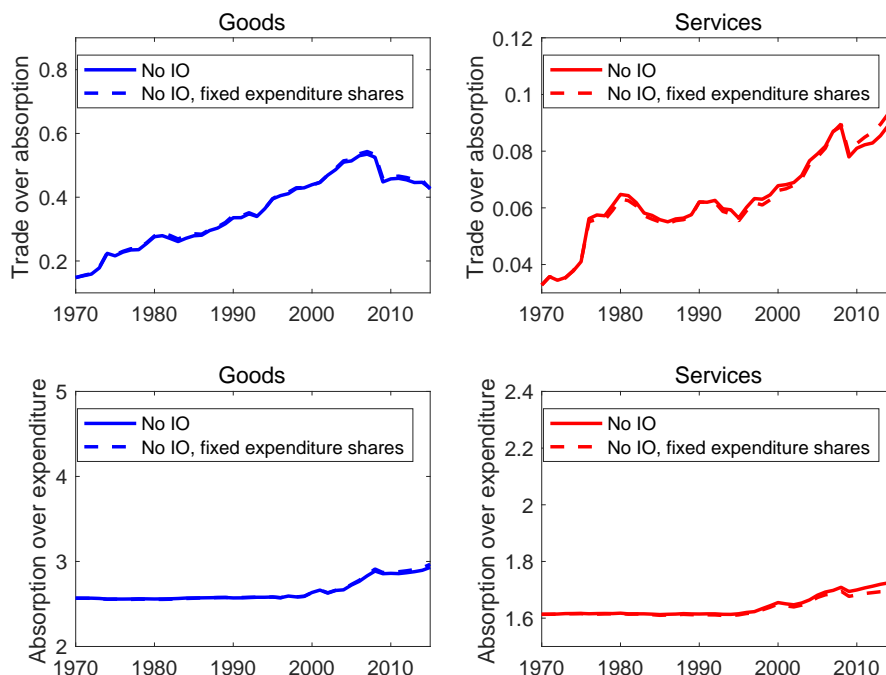 Goods
Trade over absorption
0.8
0.6
0.4
0.2
No IO
No IO, fixed expenditure shares
1970 1980 1990 2000 2010
Services
Trade over absorption
0.12
0.1
0.08
0.06
0.04
No IO
No IO, fixed expenditure shares
1970 1980 1990 2000 2010
Goods
Absorption over expenditure
5
4
3
2
No IO
No IO, fixed expenditure shares
1970 1980 1990 2000 2010
Services
Absorption over expenditure
2.4
2.2
2
1.8
1.6
No IO
No IO, fixed expenditure shares
1970 1980 1990 2000 2010